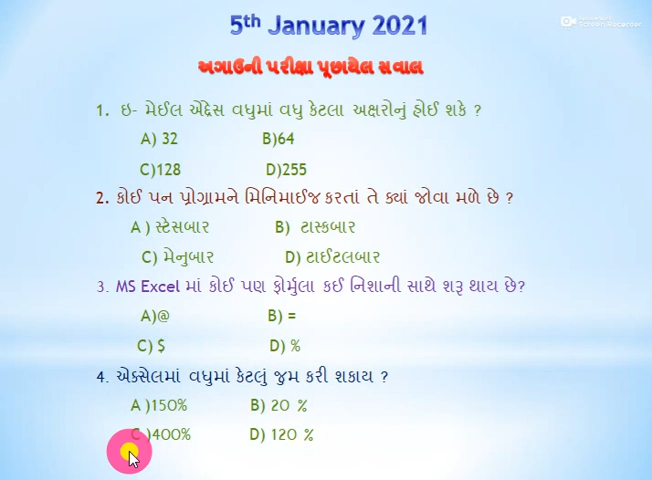 5th January 2021
અગાઉની પરીક્ષા પૂછાયેલ સવાલ
1. ઇ- મેઈલ ઍડ્રેસ વધુમાં વધુ કેટલા અક્ષરોનું હોઈ શકે ?
A) 32 B)64
C)128 D)255
2. કોઈ પન પ્રોગ્રામને મિનિમાઈજ કરતાં તે ક્યાં જોવા મળે છે ?
A ) સ્ટેસબાર B) ટાસ્કબાર
C) મેનુબાર D) ટાઈટલબાર
3. MS Excel માં કોઈ પણ ફોર્મુલા કઈ નિશાની સાથે શરૂ થાય છે?
A)@ B) =
C) $ D) %
4. એક્સેલમાં વધુમાં કેટલું જુમ કરી શકાય ?
A )150% B) 20 %
C )400% D) 120 %